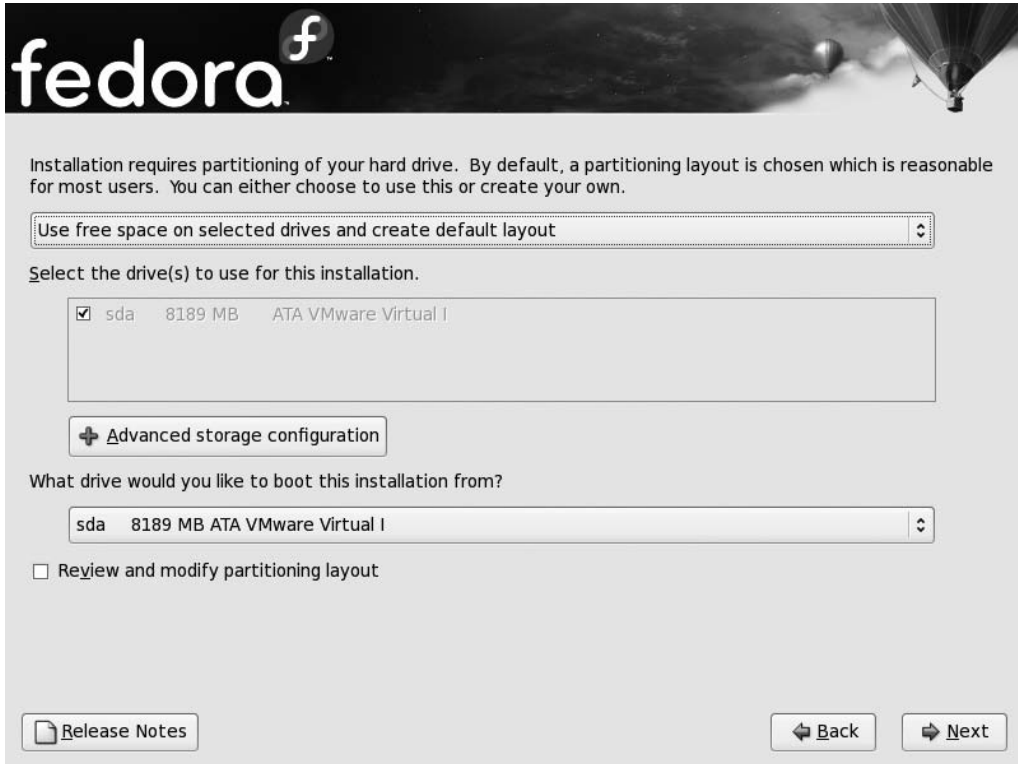 fedora
Installation requires partitioning of your hard drive.  By default, a partitioning layout is chosen which is reasonable
for most users.  You can either choose to use this or create your own.
Use free space on selected drives and create default layout
Select the drive(s) to use for this installation.
sda 8189 MB ATA VMware Virtual I
Advanced storage configuration
What drive would you like to boot this installation from?
sda 8189 MB ATA VMware Virtual I
Review and modify partitioning layout
Release Notes
Back
Next